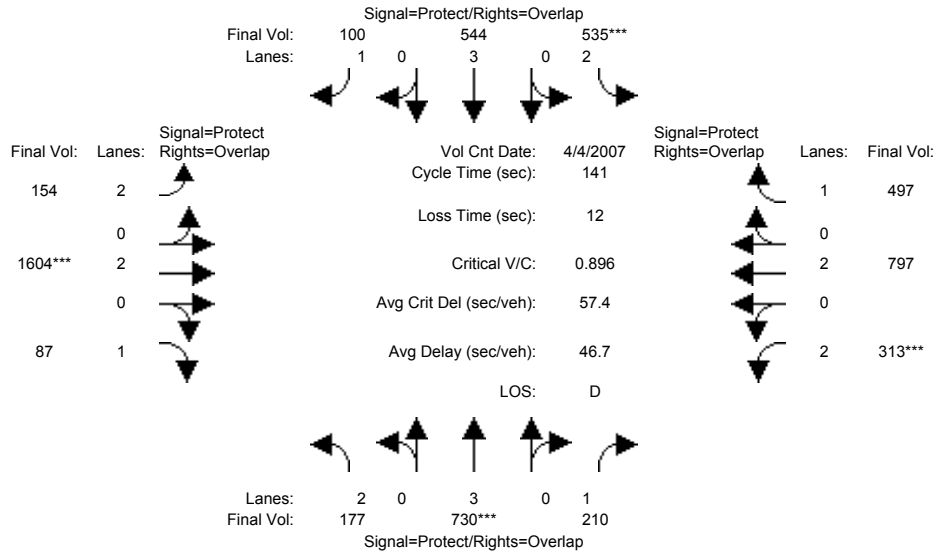 Signal=Protect/Rights=Overlap
Final Vol: 100 544 535***
Lanes: 1 0 3 0 2
Signal=Protect
Final Vol: Lanes: Rights=Overlap
Vol Cnt Date: 4/4/2007
Signal=Protect
Rights=Overlap Lanes: Final Vol:
Cycle Time (sec): 141
154 2
1 497
Loss Time (sec): 12
0
0
1604*** 2
Critical V/C: 0.896
2 797
0
Avg Crit Del (sec/veh): 57.4
0
87 1
Avg Delay (sec/veh): 46.7
2 313***
LOS: D
Lanes: 2 0 3 0 1
Final Vol: 177 730*** 210
Signal=Protect/Rights=Overlap